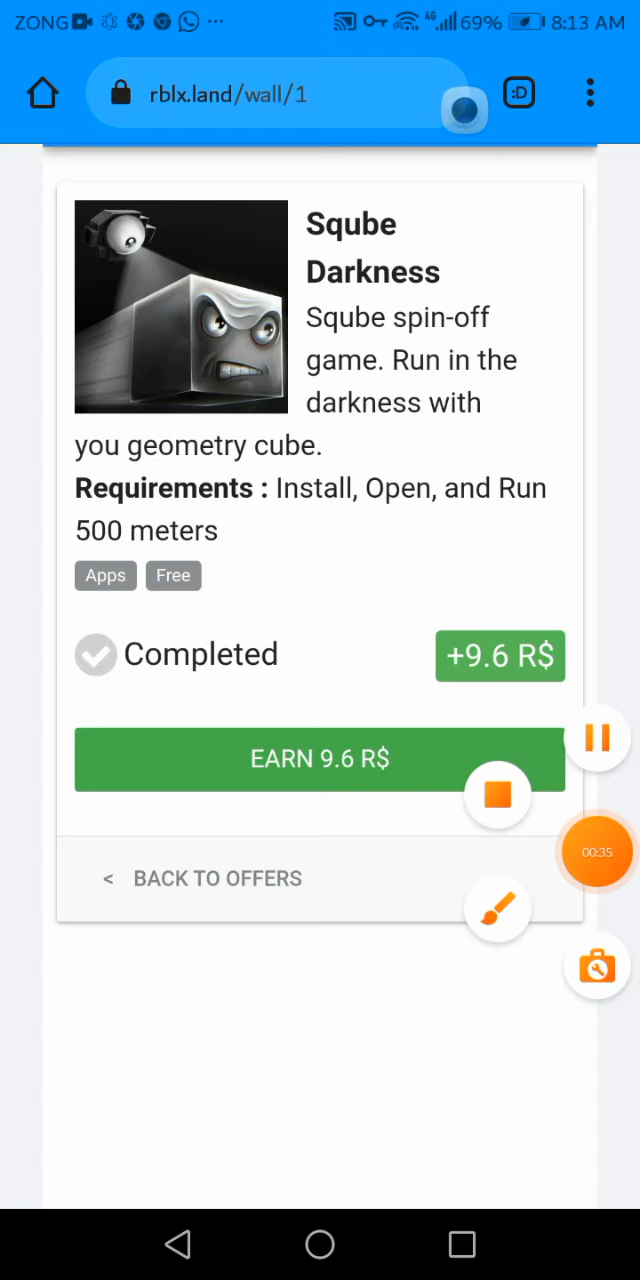 ZONG 4G 69% 8:13 AM
rblx.land/wall/1 :D
Sqube
Darkness
Sqube spin-off
game. Run in the
darkness with
you geometry cube.
Requirements : Install, Open, and Run
500 meters
Apps Free
Completed +9.6 R$
EARN 9.6 R$
00:35
< BACK TO OFFERS